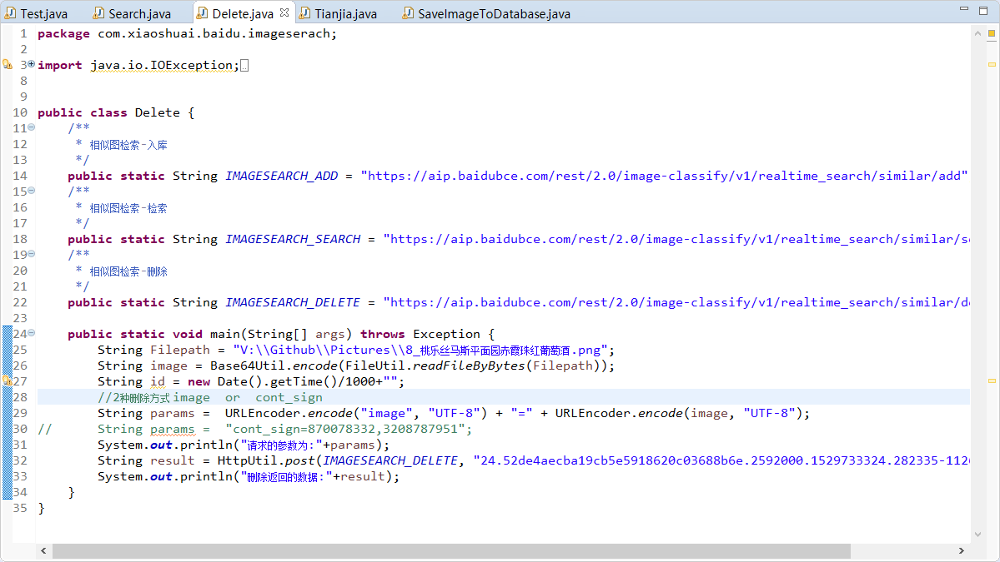 Test.java Search.java Delete.java Tianjia.java SaveImageToDatabase.java
1 package com.xiaoshuai.baidu.imageserach;
2
3 import java.io.IOException;
8
9
10 public class Delete {
11 /**
12 * 相似图检索-入库
13 */
14 public static String IMAGESEARCH_ADD = "https://aip.baidubce.com/rest/2.0/image-classify/v1/realtime_search/similar/add"
15 /**
16 * 相似图检索-检索
17 */
18 public static String IMAGESEARCH_SEARCH = "https://aip.baidubce.com/rest/2.0/image-classify/v1/realtime_search/similar/se
19 /**
20 * 相似图检索-删除
21 */
22 public static String IMAGESEARCH_DELETE = "https://aip.baidubce.com/rest/2.0/image-classify/v1/realtime_search/similar/de
23
24 public static void main(String[] args) throws Exception {
25 String Filepath = "V:\\Github\\Pictures\\8_桃乐丝马斯平面园赤霞珠红葡萄酒.png";
26 String image = Base64Util.encode(FileUtil.readFileByBytes(Filepath));
27 String id = new Date().getTime()/1000+"";
28 //2种删除方式 image or cont_sign
29 String params = URLEncoder.encode("image", "UTF-8") + "=" + URLEncoder.encode(image, "UTF-8");
30 // String params = "cont_sign=870078332,3208787951";
31 System.out.println("请求的参数为:"+params);
32 String result = HttpUtil.post(IMAGESEARCH_DELETE, "24.52de4aecba19cb5e5918620c03688b6e.2592000.1529733324.282335-1126
33 System.out.println("删除返回的数据:"+result);
34 }
35 }